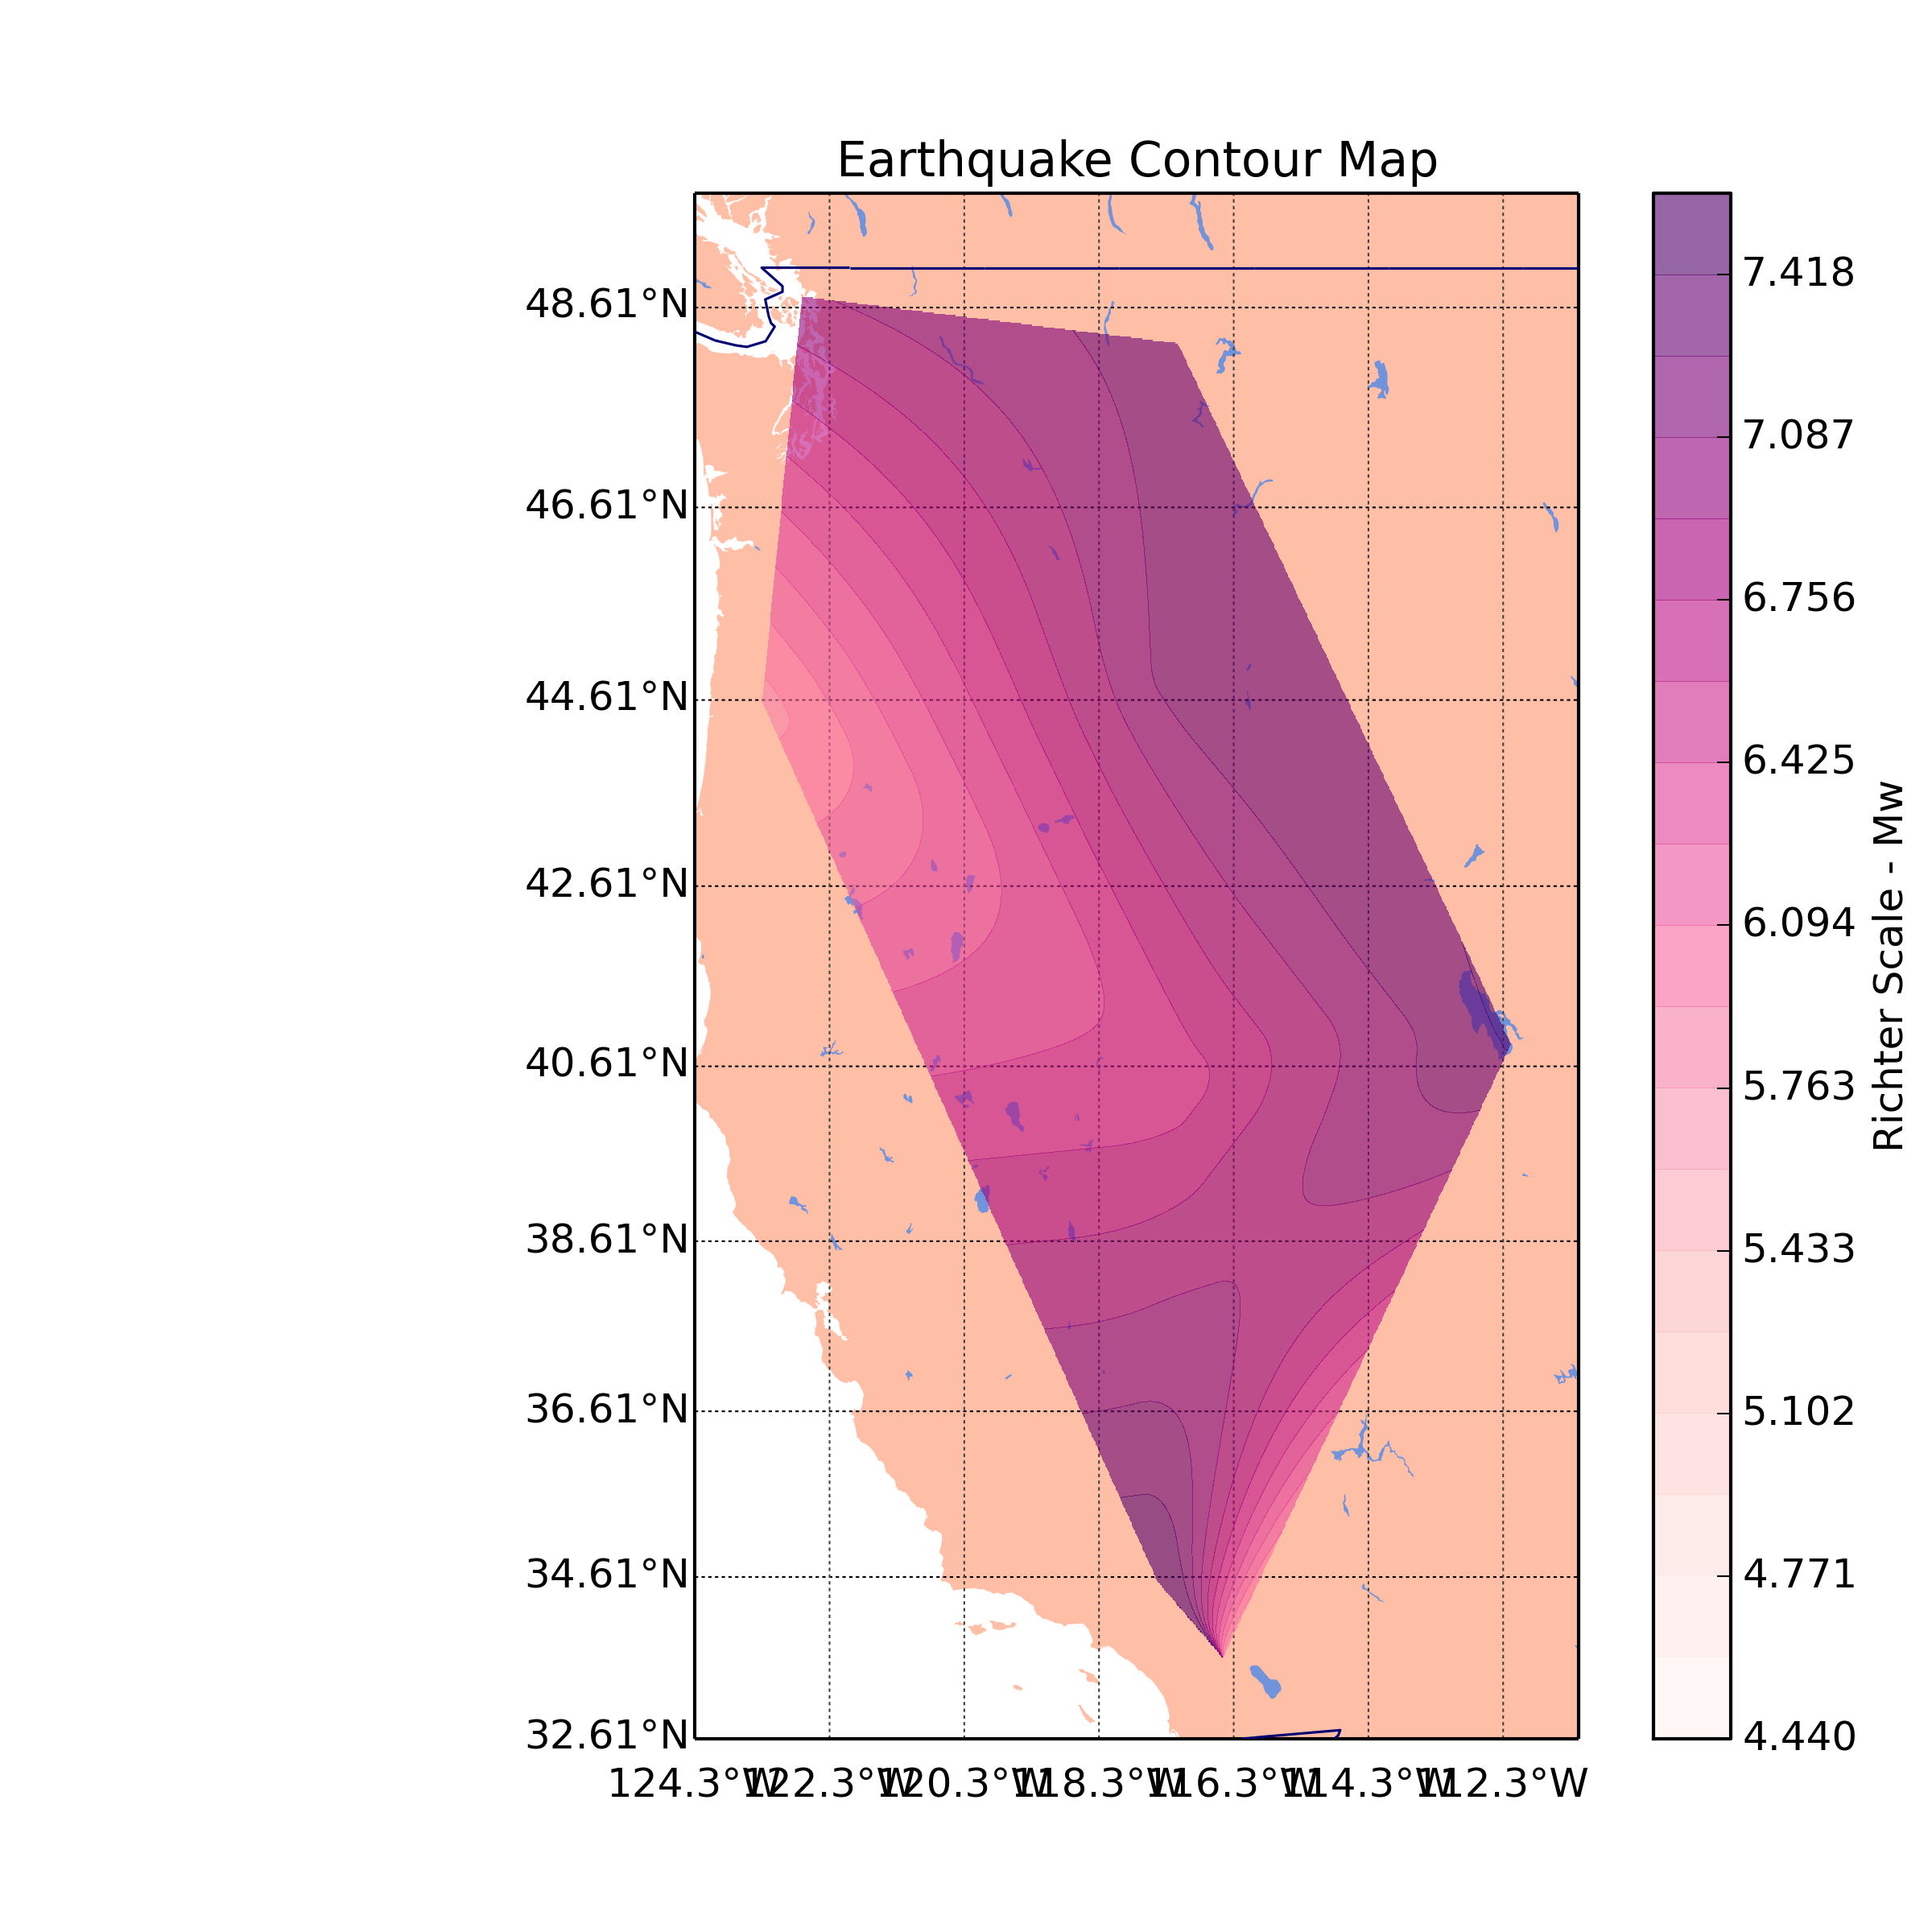 Earthquake Contour Map
48.61°N
46.61°N
44.61°N
42.61°N
40.61°N
38.61°N
36.61°N
34.61°N
32.61°N
124.3°W
122.3°W
120.3°W
118.3°W
116.3°W
114.3°W
112.3°W
7.418
7.087
6.756
6.425
6.094
5.763
5.433
5.102
4.771
4.440
Richter Scale - Mw